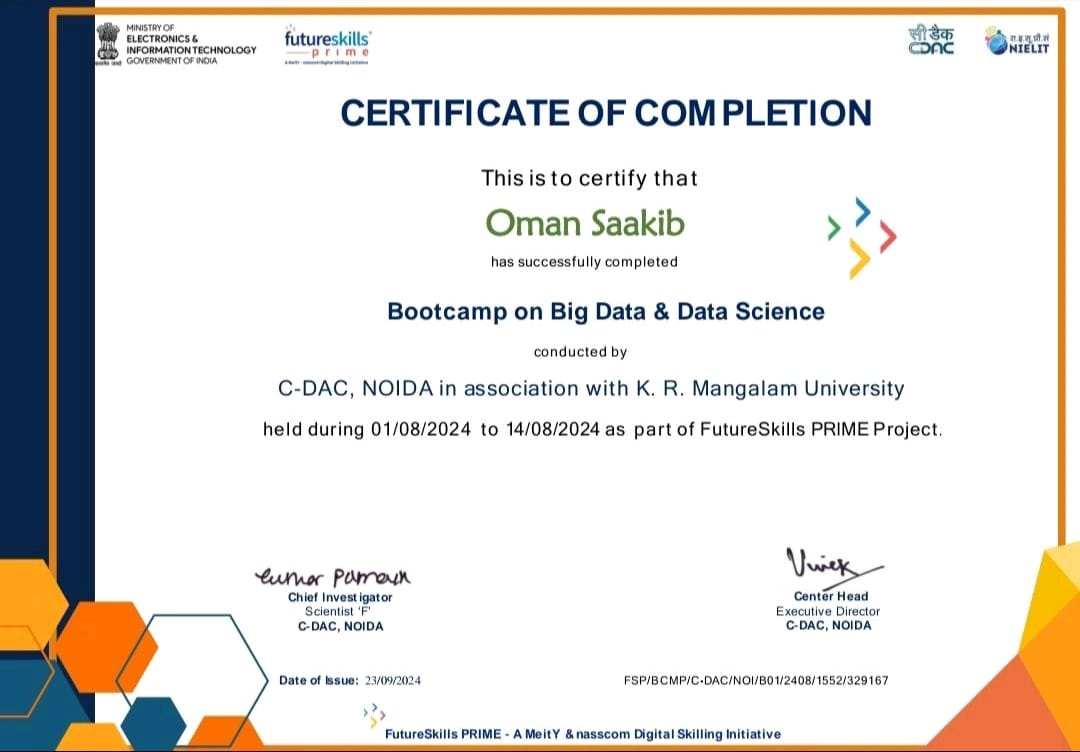 MINISTRY OF
ELECTRONICS &
INFORMATION TECHNOLOGY
GOVERNMENT OF INDIA
futureskills
prime
A MeitY - nasscom Digital Skilling Initiative
सी डैक
CDAC
रा.इ.सू.प्रौ.सं
NIELIT
CERTIFICATE OF COMPLETION
This is to certify that
Oman Saakib
has successfully completed
Bootcamp on Big Data & Data Science
conducted by
C-DAC, NOIDA in association with K. R. Mangalam University
held during 01/08/2024 to 14/08/2024 as part of FutureSkills PRIME Project.
Chief Investigator
Scientist 'F'
C-DAC, NOIDA
Vivek
Center Head
Executive Director
C-DAC, NOIDA
Date of Issue: 23/09/2024
FSP/BCMP/C-DAC/NOI/B01/2408/1552/329167
FutureSkills PRIME - A MeitY & nasscom Digital Skilling Initiative